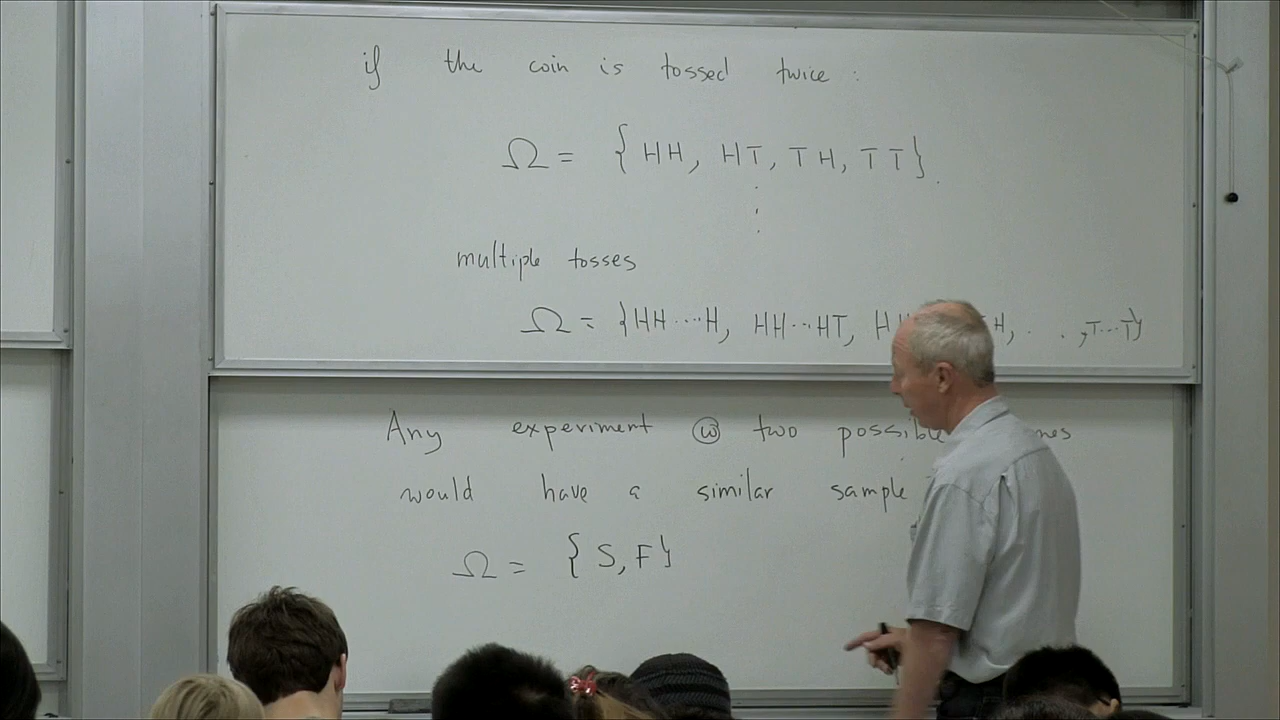 if the coin is tossed twice :
Ω = { HH, HT, TH, TT } .
⋮
multiple tosses
Ω = {HH ···· H, HH ··· HT, H H, . . , T ··· T}
Any experiment ⓦ two possible
would have a similar sample
Ω = { S, F }